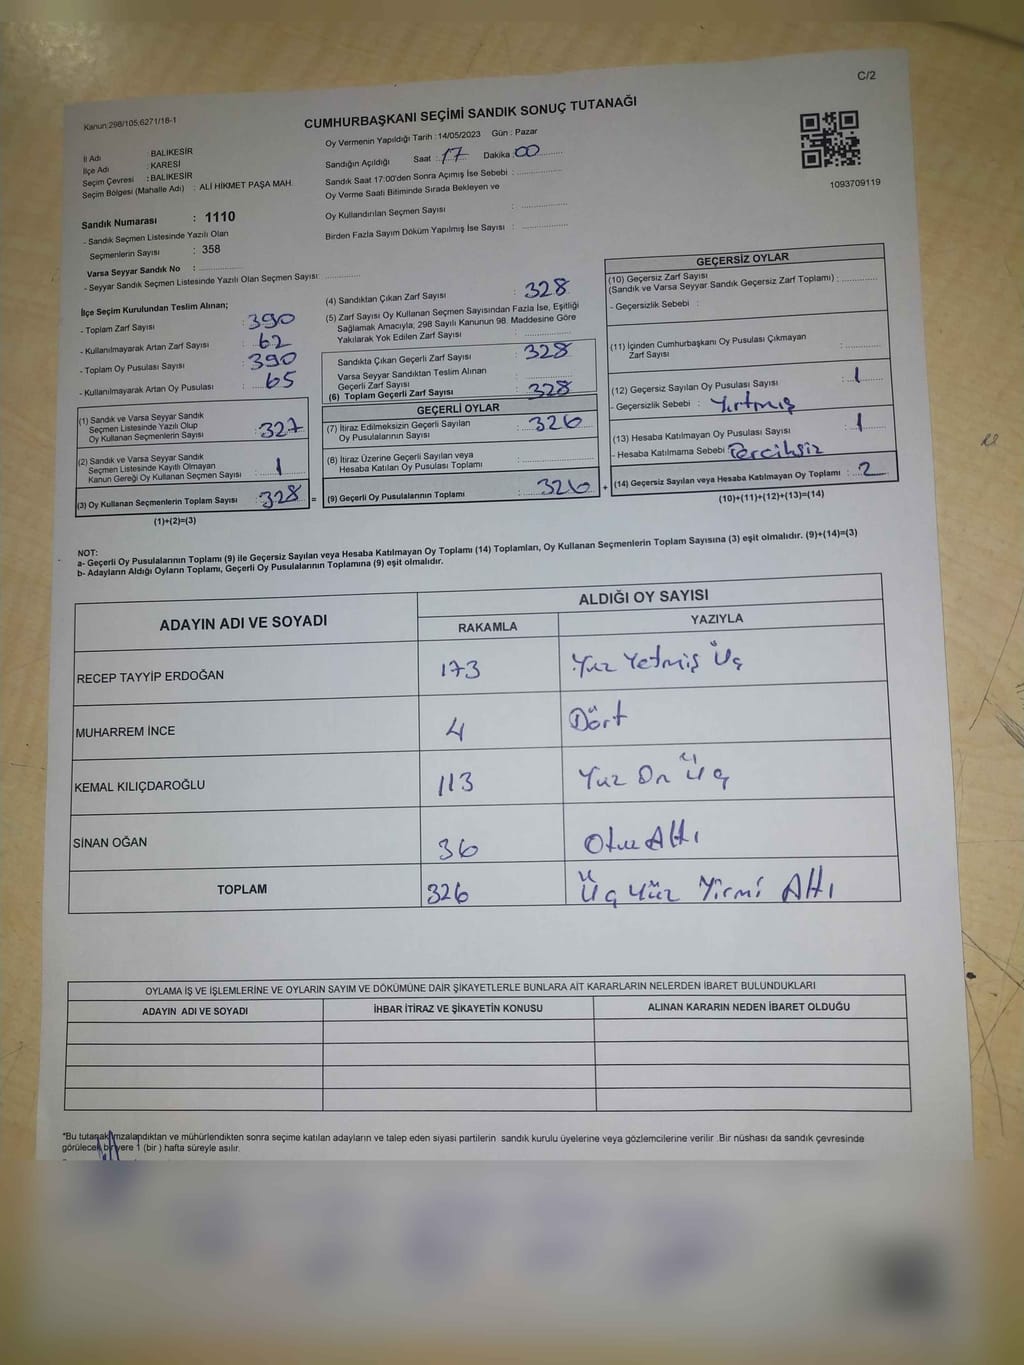 C/2
Kanun:298/105;6271/16-1
CUMHURBAŞKANI SEÇİMİ SANDIK SONUÇ TUTANAĞI
İl Adı : BALIKESİR
İlçe Adı : KARESİ
Seçim Çevresi : BALIKESİR
Seçim Bölgesi (Mahalle Adı) : ALİ HİKMET PAŞA MAH.
Oy Vermenin Yapıldığı Tarih : 14/05/2023 Gün : Pazar
Sandığın Açıldığı Saat : 17 Dakika : 00
Sandık Saat 17:00'den Sonra Açımış İse Sebebi :
Oy Verme Saati Bitiminde Sırada Bekleyen ve
Oy Kullandırılan Seçmen Sayısı :
Birden Fazla Sayım Döküm Yapılmış İse Sayısı :
1093709119
Sandık Numarası : 1110
- Sandık Seçmen Listesinde Yazılı Olan
Seçmenlerin Sayısı : 358
Varsa Seyyar Sandık No :
- Seyyar Sandık Seçmen Listesinde Yazılı Olan Seçmen Sayısı:
İlçe Seçim Kurulundan Teslim Alınan;
- Toplam Zarf Sayısı : 390
- Kullanılmayarak Artan Zarf Sayısı : 62
- Toplam Oy Pusulası Sayısı : 390
- Kullanılmayarak Artan Oy Pusulası : 65
(1) Sandık ve Varsa Seyyar Sandık
Seçmen Listesinde Yazılı Olup
Oy Kullanan Seçmenlerin Sayısı : 327
(2) Sandık ve Varsa Seyyar Sandık
Seçmen Listesinde Kayıtlı Olmayan
Kanun Gereği Oy Kullanan Seçmen Sayısı : 1
(3) Oy Kullanan Seçmenlerin Toplam Sayısı : 328 =
(1)+(2)=(3)
(4) Sandıktan Çıkan Zarf Sayısı : 328
(5) Zarf Sayısı Oy Kullanan Seçmen Sayısından Fazla İse, Eşitliği
Sağlamak Amacıyla; 298 Sayılı Kanunun 98. Maddesine Göre
Yakılarak Yok Edilen Zarf Sayısı :
Sandıkta Çıkan Geçerli Zarf Sayısı : 328
Varsa Seyyar Sandıktan Teslim Alınan
Geçerli Zarf Sayısı :
(6) Toplam Geçerli Zarf Sayısı : 328
GEÇERLİ OYLAR
(7) İtiraz Edilmeksizin Geçerli Sayılan
Oy Pusulalarının Sayısı : 326
(8) İtiraz Üzerine Geçerli Sayılan veya
Hesaba Katılan Oy Pusulası Toplamı :
(9) Geçerli Oy Pusulalarının Toplamı : 326 +
GEÇERSİZ OYLAR
(10) Geçersiz Zarf Sayısı
(Sandık ve Varsa Seyyar Sandık Geçersiz Zarf Toplamı) :
- Geçersizlik Sebebi :
(11) İçinden Cumhurbaşkanı Oy Pusulası Çıkmayan
Zarf Sayısı :
(12) Geçersiz Sayılan Oy Pusulası Sayısı : 1
- Geçersizlik Sebebi : Yırtmış
(13) Hesaba Katılmayan Oy Pusulası Sayısı : 1
- Hesaba Katılmama Sebebi Tercihsiz
(14) Geçersiz Sayılan veya Hesaba Katılmayan Oy Toplamı : 2
(10)+(11)+(12)+(13)=(14)
NOT:
a- Geçerli Oy Pusulalarının Toplamı (9) ile Geçersiz Sayılan veya Hesaba Katılmayan Oy Toplamı (14) Toplamları, Oy Kullanan Seçmenlerin Toplam Sayısına (3) eşit olmalıdır. (9)+(14)=(3)
b- Adayların Aldığı Oyların Toplamı, Geçerli Oy Pusulalarının Toplamına (9) eşit olmalıdır.
ADAYIN ADI VE SOYADI
ALDIĞI OY SAYISI
RAKAMLA YAZIYLA
RECEP TAYYİP ERDOĞAN 173 Yuz Yetmiş Üç
MUHARREM İNCE 4 Dört
KEMAL KILIÇDAROĞLU 113 Yuz On Üç
SİNAN OĞAN 36 Otuz Altı
TOPLAM 326 Üç Yüz Yirmi Altı
OYLAMA İŞ VE İŞLEMLERİNE VE OYLARIN SAYIM VE DÖKÜMÜNE DAİR ŞİKAYETLERLE BUNLARA AİT KARARLARIN NELERDEN İBARET BULUNDUKLARI
ADAYIN ADI VE SOYADI İHBAR İTİRAZ VE ŞİKAYETİN KONUSU ALINAN KARARIN NEDEN İBARET OLDUĞU
*Bu tutanak imzalandıktan ve mühürlendikten sonra seçime katılan adayların ve talep eden siyasi partilerin sandık kurulu üyelerine veya gözlemcilerine verilir .Bir nüshası da sandık çevresinde
görülecek bir yere 1 (bir ) hafta süreyle asılır.